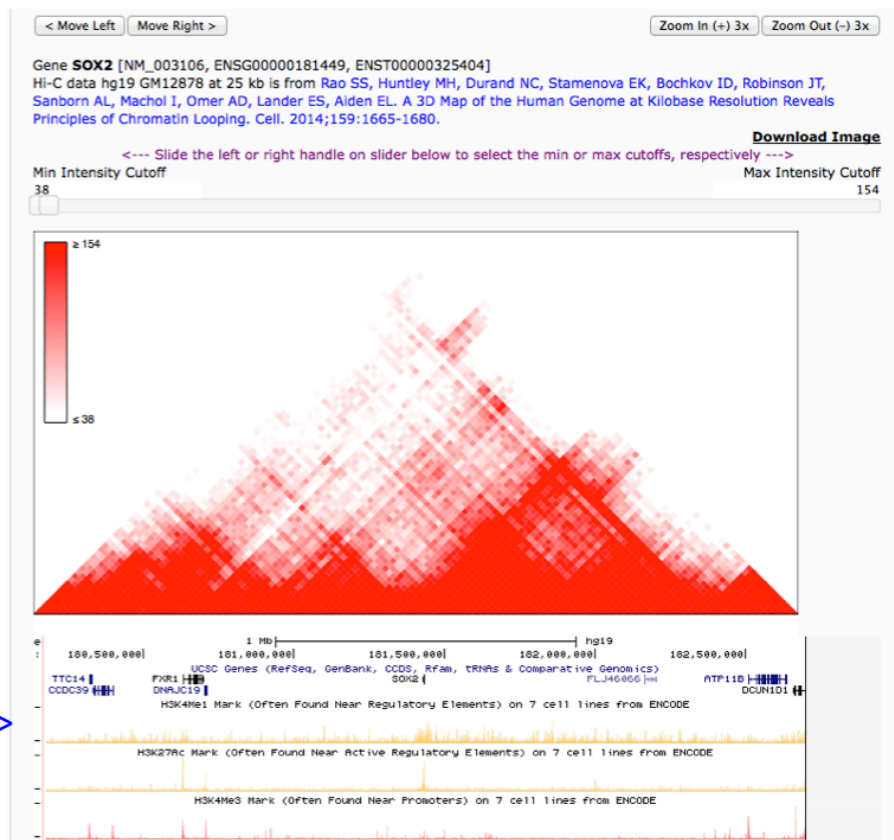 < Move Left Move Right > Zoom In (+) 3x Zoom Out (–) 3x
Gene SOX2 [NM_003106, ENSG00000181449, ENST00000325404]
Hi-C data hg19 GM12878 at 25 kb is from Rao SS, Huntley MH, Durand NC, Stamenova EK, Bochkov ID, Robinson JT,
Sanborn AL, Machol I, Omer AD, Lander ES, Aiden EL. A 3D Map of the Human Genome at Kilobase Resolution Reveals
Principles of Chromatin Looping. Cell. 2014;159:1665-1680.
Download Image
<--- Slide the left or right handle on slider below to select the min or max cutoffs, respectively --->
Min Intensity Cutoff Max Intensity Cutoff
38 154
≥ 154
≤ 38
e 1 Mb hg19
: 180,500,000| 181,000,000| 181,500,000| 182,000,000| 182,500,000|
UCSC Genes (RefSeq, GenBank, CCDS, Rfam, tRNAs & Comparative Genomics)
TTC14 FXR1 SOX2 FLJ46066 ATP11B
CCDC39 DNAJC19 DCUN1D1
H3K4Me1 Mark (Often Found Near Regulatory Elements) on 7 cell lines from ENCODE
>
H3K27Ac Mark (Often Found Near Active Regulatory Elements) on 7 cell lines from ENCODE
H3K4Me3 Mark (Often Found Near Promoters) on 7 cell lines from ENCODE